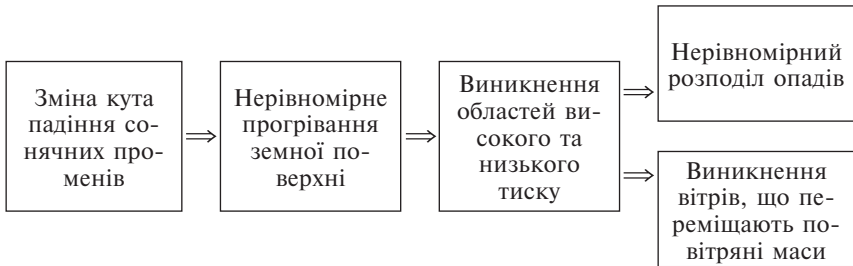 Зміна кута
падіння со-
нячних про-
менів
Нерівномірне
прогрівання
земної по-
верхні
Виникнення
областей ви-
сокого та
низького
тиску
Нерівномірний
розподіл опадів
Виникнення
вітрів, що пе-
реміщають по-
вітряні маси